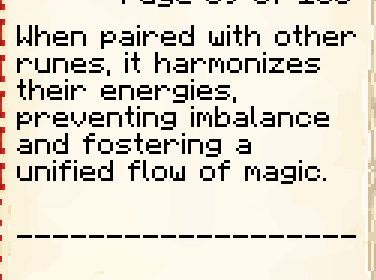 When paired with other
runes, it harmonizes
their energies,
preventing imbalance
and fostering a
unified flow of magic.
-------------------